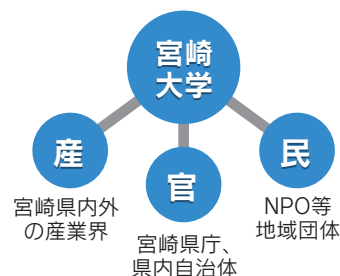 宮崎
大学
産
宮崎県内外
の産業界
官
宮崎県庁、
県内自治体
民
NPO等
地域団体